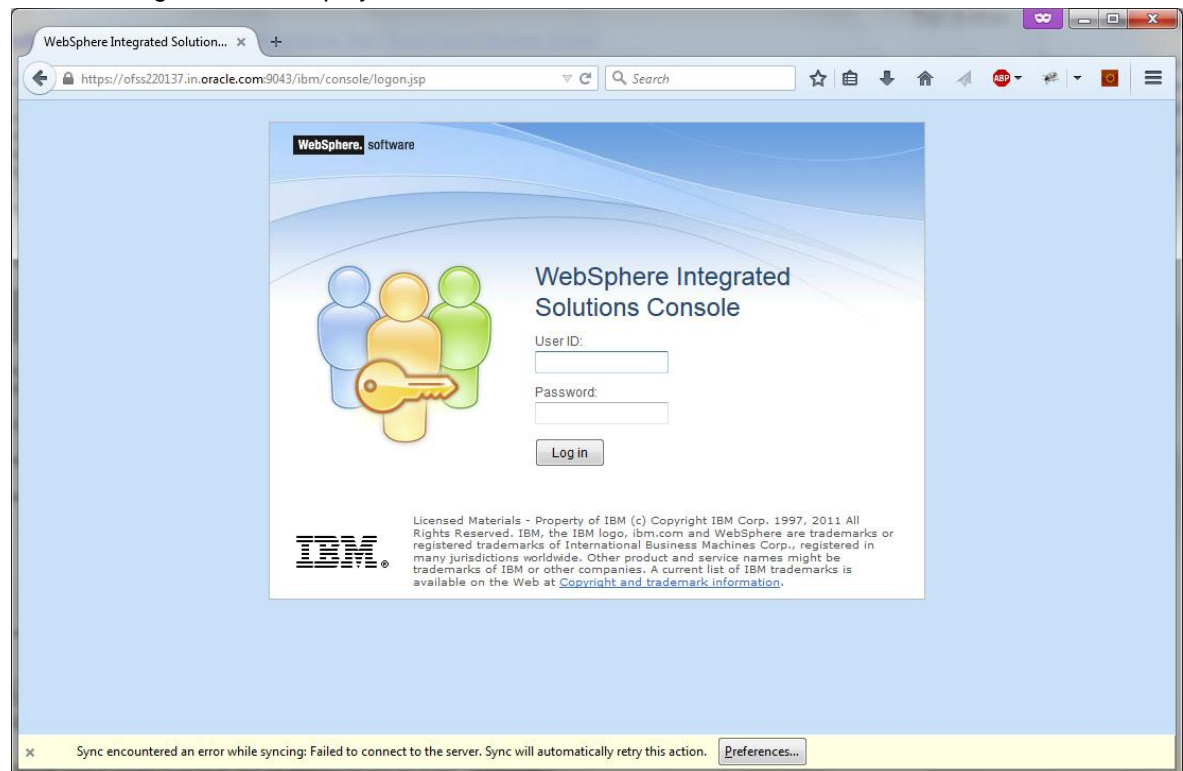 WebSphere Integrated Solution... × +
https://ofss220137.in.oracle.com:9043/ibm/console/logon.jsp
Search
ABP
WebSphere. software
WebSphere Integrated
Solutions Console
User ID:
Password:
Log in
IBM®
Licensed Materials - Property of IBM (c) Copyright IBM Corp. 1997, 2011 All
Rights Reserved. IBM, the IBM logo, ibm.com and WebSphere are trademarks or
registered trademarks of International Business Machines Corp., registered in
many jurisdictions worldwide. Other product and service names might be
trademarks of IBM or other companies. A current list of IBM trademarks is
available on the Web at Copyright and trademark information.
Sync encountered an error while syncing: Failed to connect to the server. Sync will automatically retry this action. Preferences...